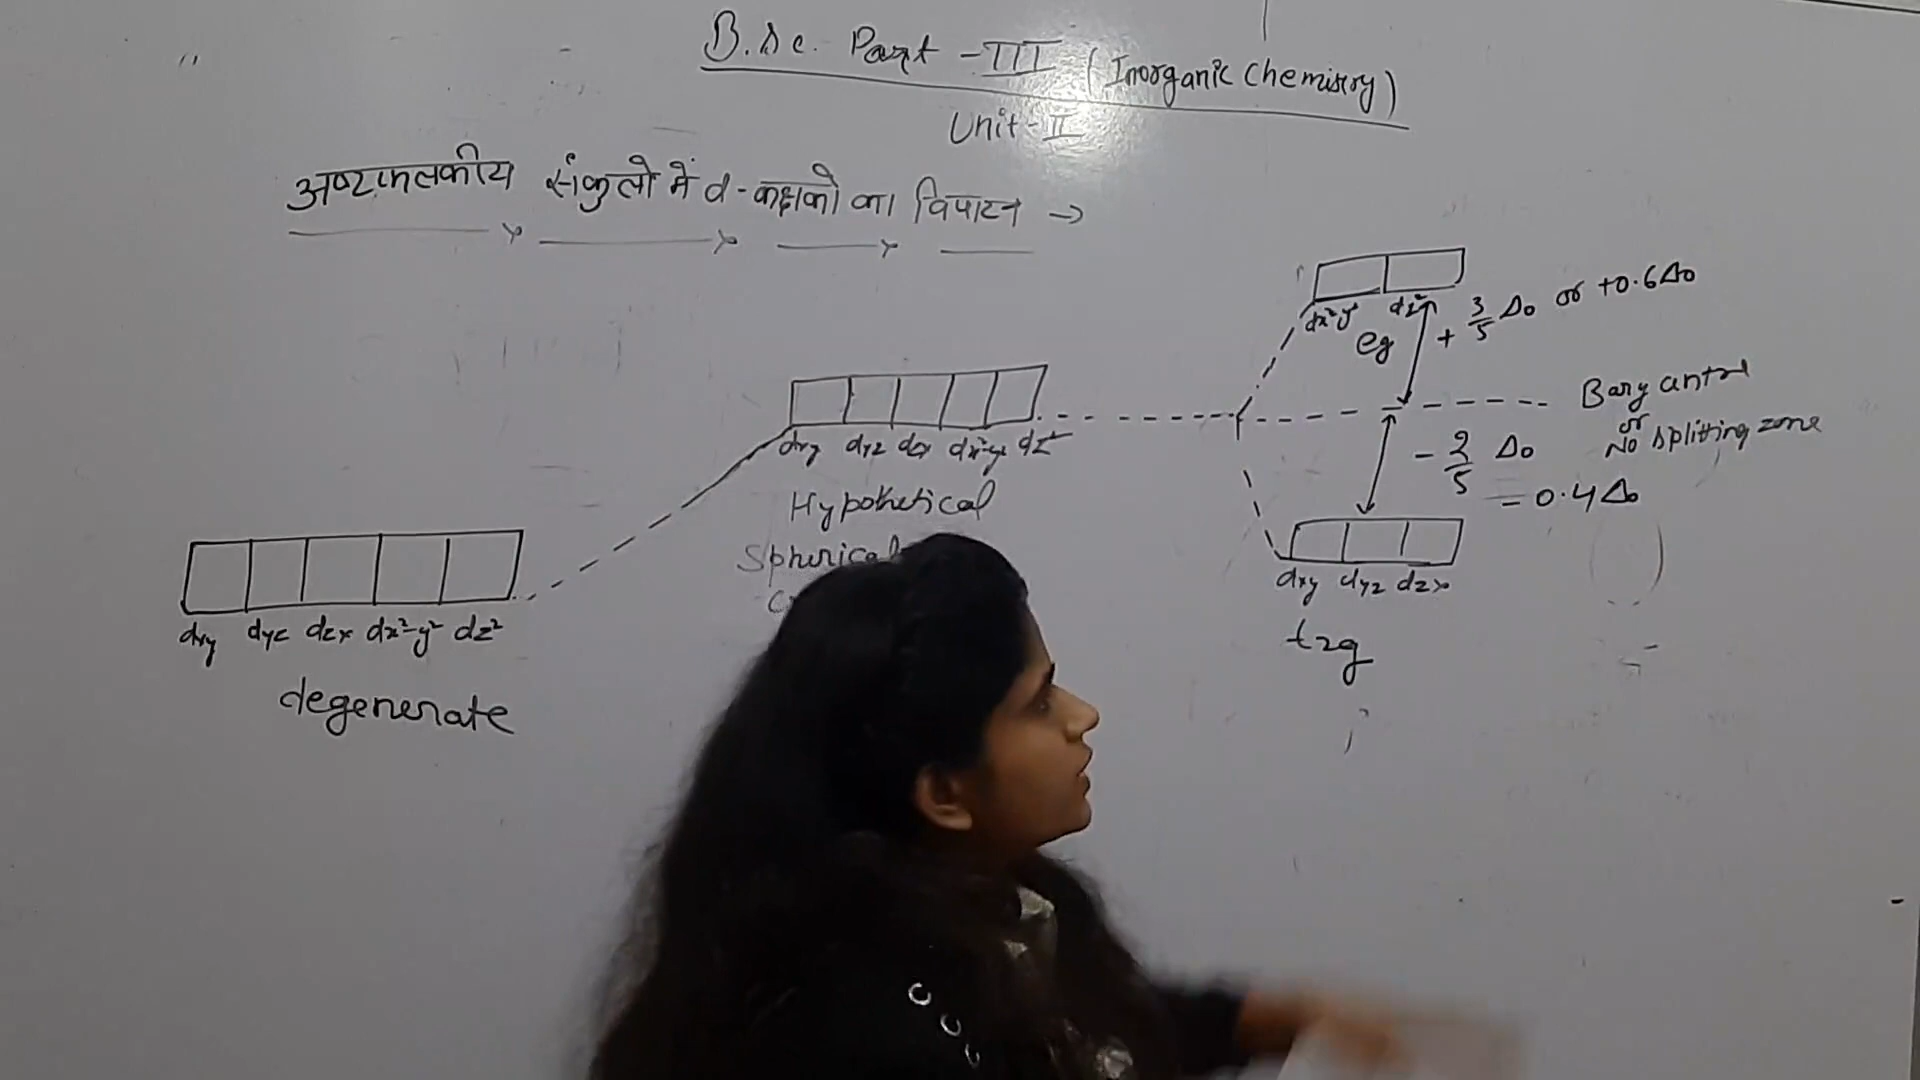 B.Sc. Part - III (Inorganic Chemistry)
Unit - II
अष्टफलकीय संकुलो में d-कक्षको का विपाटन →
dx²y² dz²
eg
+ 3/5 Δo or +0.6Δo
Bary centre
or
No splitting zone
- 2/5 Δo
= 0.4Δo
dxy dyz dzx
t2g
dxy dyz dzx dx²-y² dz²
Hypothetical
Spherical
dxy dyz dzx dx²-y² dz²
degenerate